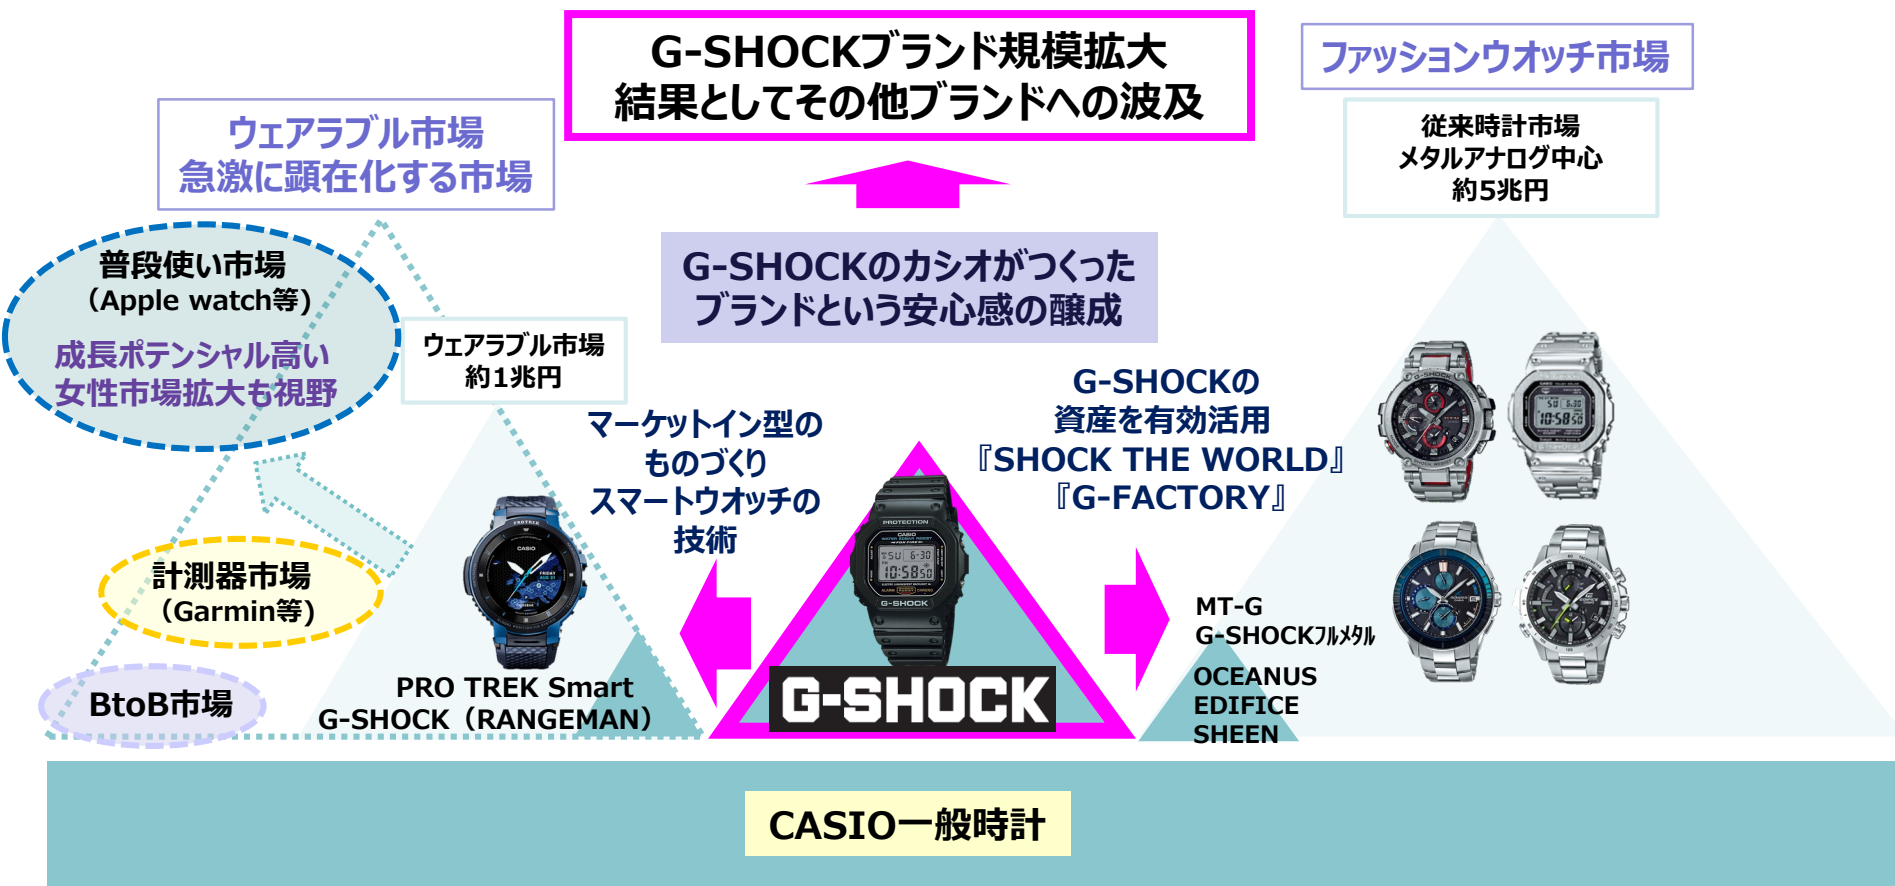 G-SHOCKブランド規模拡大
結果としてその他ブランドへの波及
ファッションウオッチ市場
従来時計市場
メタルアナログ中心
約5兆円
ウェアラブル市場
急激に顕在化する市場
普段使い市場
（Apple watch等)
成長ポテンシャル高い
女性市場拡大も視野
G-SHOCKのカシオがつくった
ブランドという安心感の醸成
ウェアラブル市場
約1兆円
マーケットイン型の
ものづくり
スマートウオッチの
技術
G-SHOCKの
資産を有効活用
『SHOCK THE WORLD』
『G-FACTORY』
計測器市場
（Garmin等)
BtoB市場
PRO TREK Smart
G-SHOCK（RANGEMAN）
PROTECTION
CASIO
G-SHOCK
G-SHOCK
MT-G
G-SHOCKﾌﾙﾒﾀﾙ
OCEANUS
EDIFICE
SHEEN
CASIO一般時計